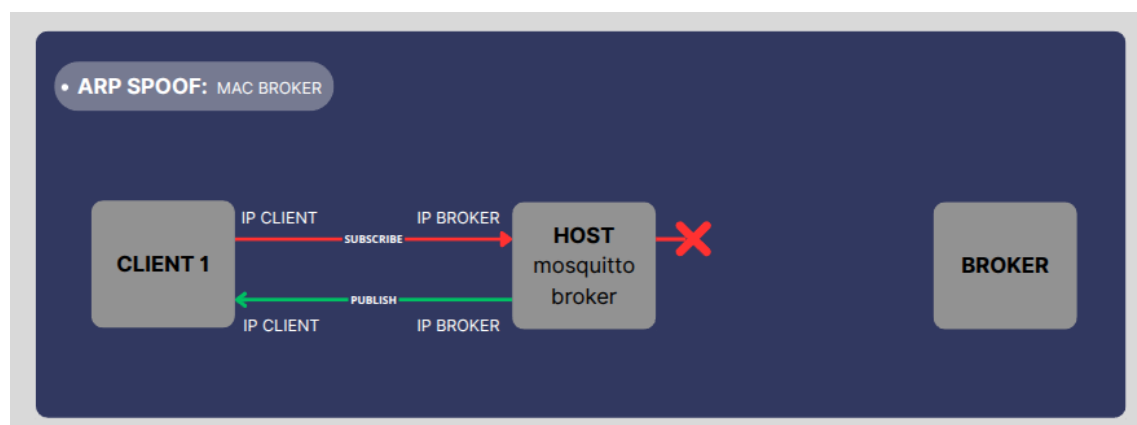 • ARP SPOOF: MAC BROKER
IP CLIENT IP BROKER
SUBSCRIBE
CLIENT 1
HOST
mosquitto
broker
BROKER
PUBLISH
IP CLIENT IP BROKER